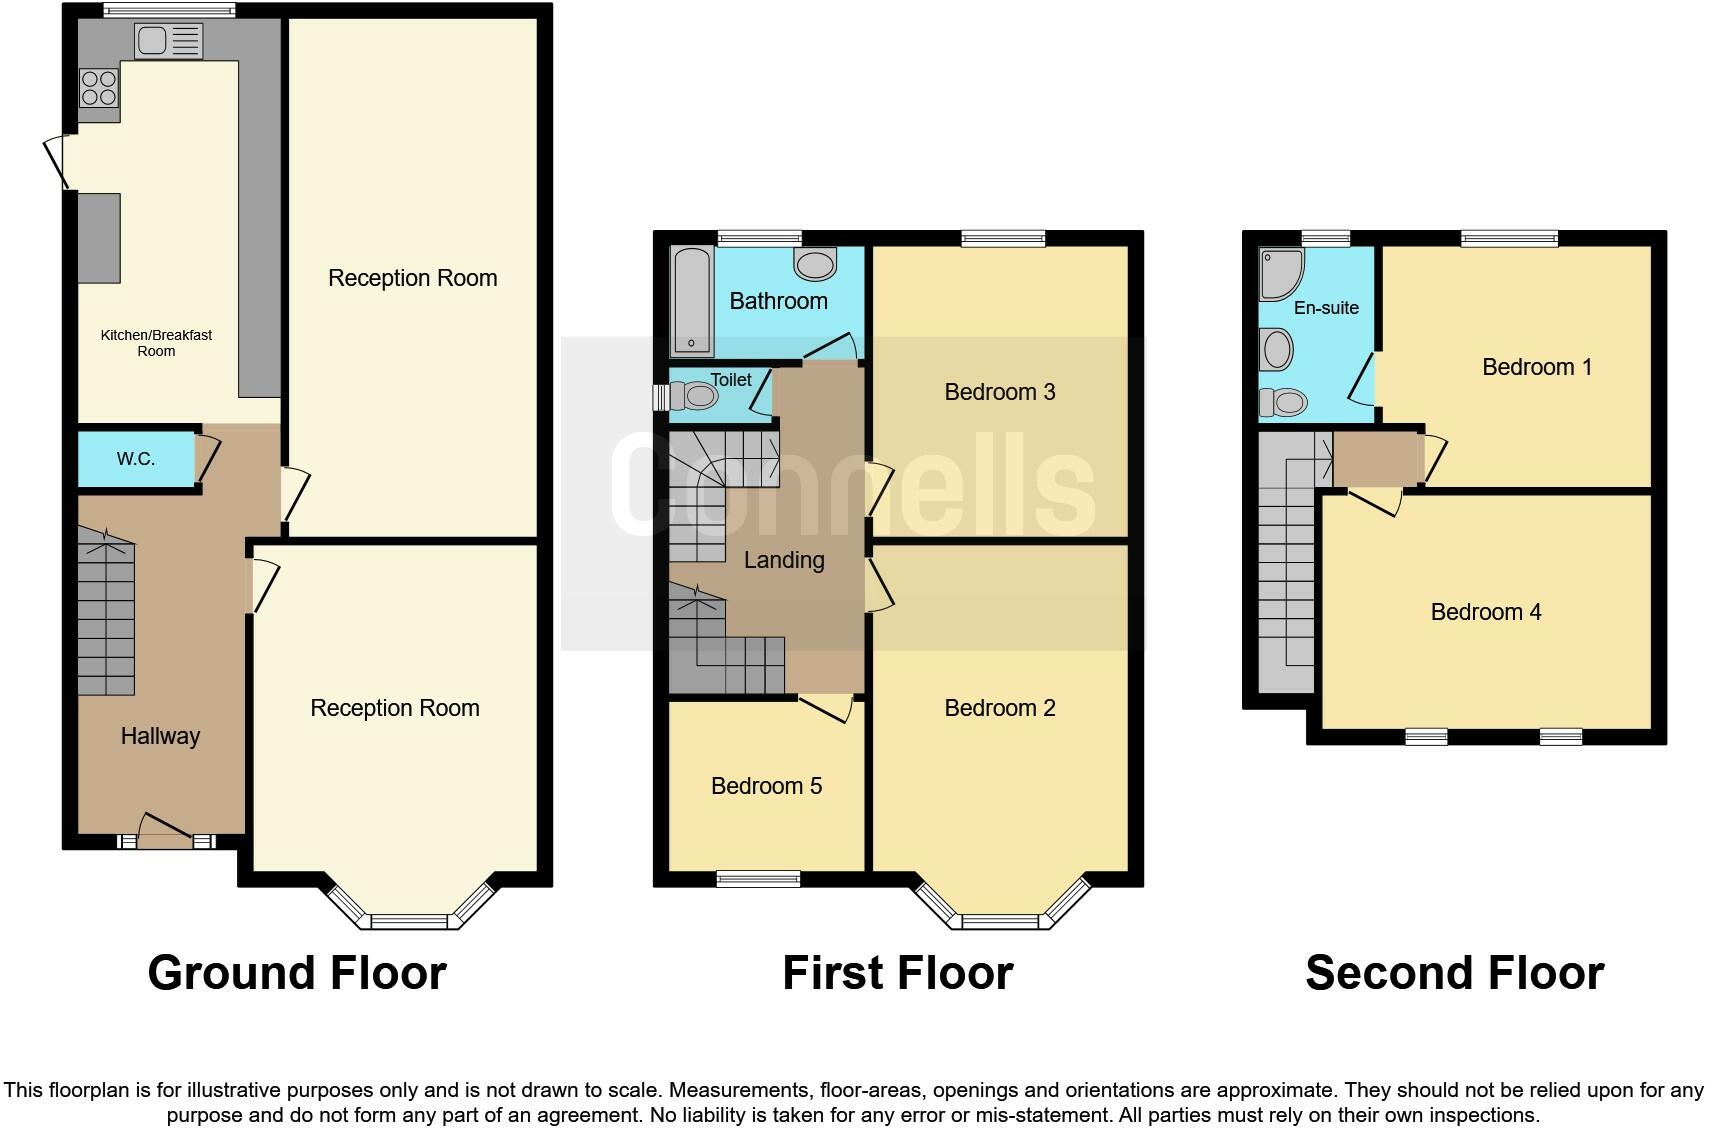 Reception Room
Kitchen/Breakfast
Room
W.C.
Reception Room
Hallway
Ground Floor
Bathroom
Toilet
Bedroom 3
Connells
Landing
Bedroom 2
Bedroom 5
First Floor
En-suite
Bedroom 1
Bedroom 4
Second Floor
This floorplan is for illustrative purposes only and is not drawn to scale. Measurements, floor-areas, openings and orientations are approximate. They should not be relied upon for any
purpose and do not form any part of an agreement. No liability is taken for any error or mis-statement. All parties must rely on their own inspections.